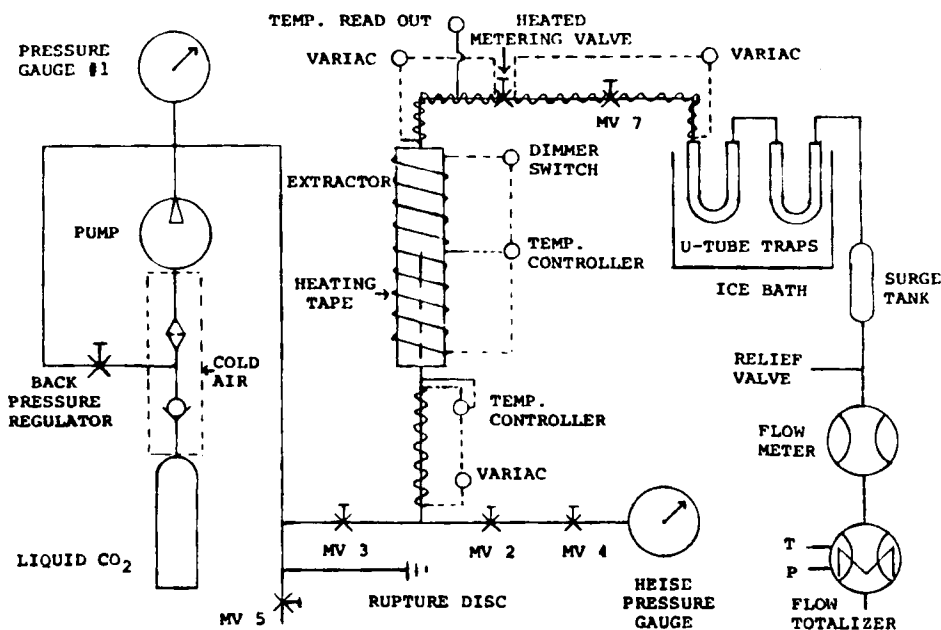 TEMP. READ OUT
HEATED
METERING VALVE
PRESSURE
GAUGE #1
VARIAC
VARIAC
MV 7
DIMMER
SWITCH
EXTRACTOR
PUMP
TEMP.
CONTROLLER
U-TUBE TRAPS
ICE BATH
SURGE
TANK
HEATING
TAPE
COLD
AIR
BACK
PRESSURE
REGULATOR
RELIEF
VALVE
TEMP.
CONTROLLER
FLOW
METER
VARIAC
LIQUID CO2
MV 3
MV 2
MV 4
T
P
HEISE
PRESSURE
GAUGE
RUPTURE DISC
MV 5
FLOW
TOTALIZER